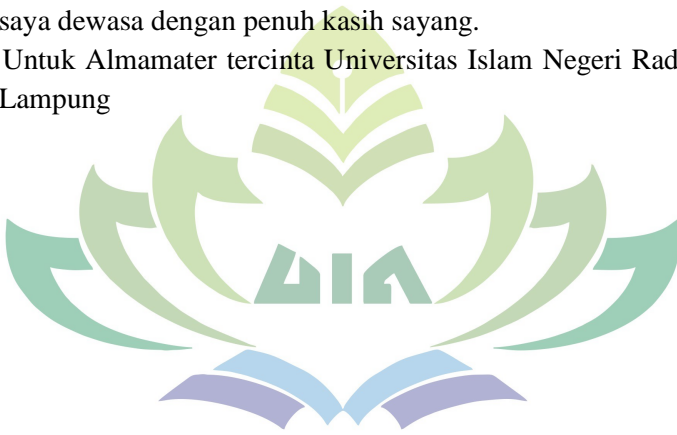 saya dewasa dengan penuh kasih sayang.
Untuk Almamater tercinta Universitas Islam Negeri Rad
Lampung
UIN